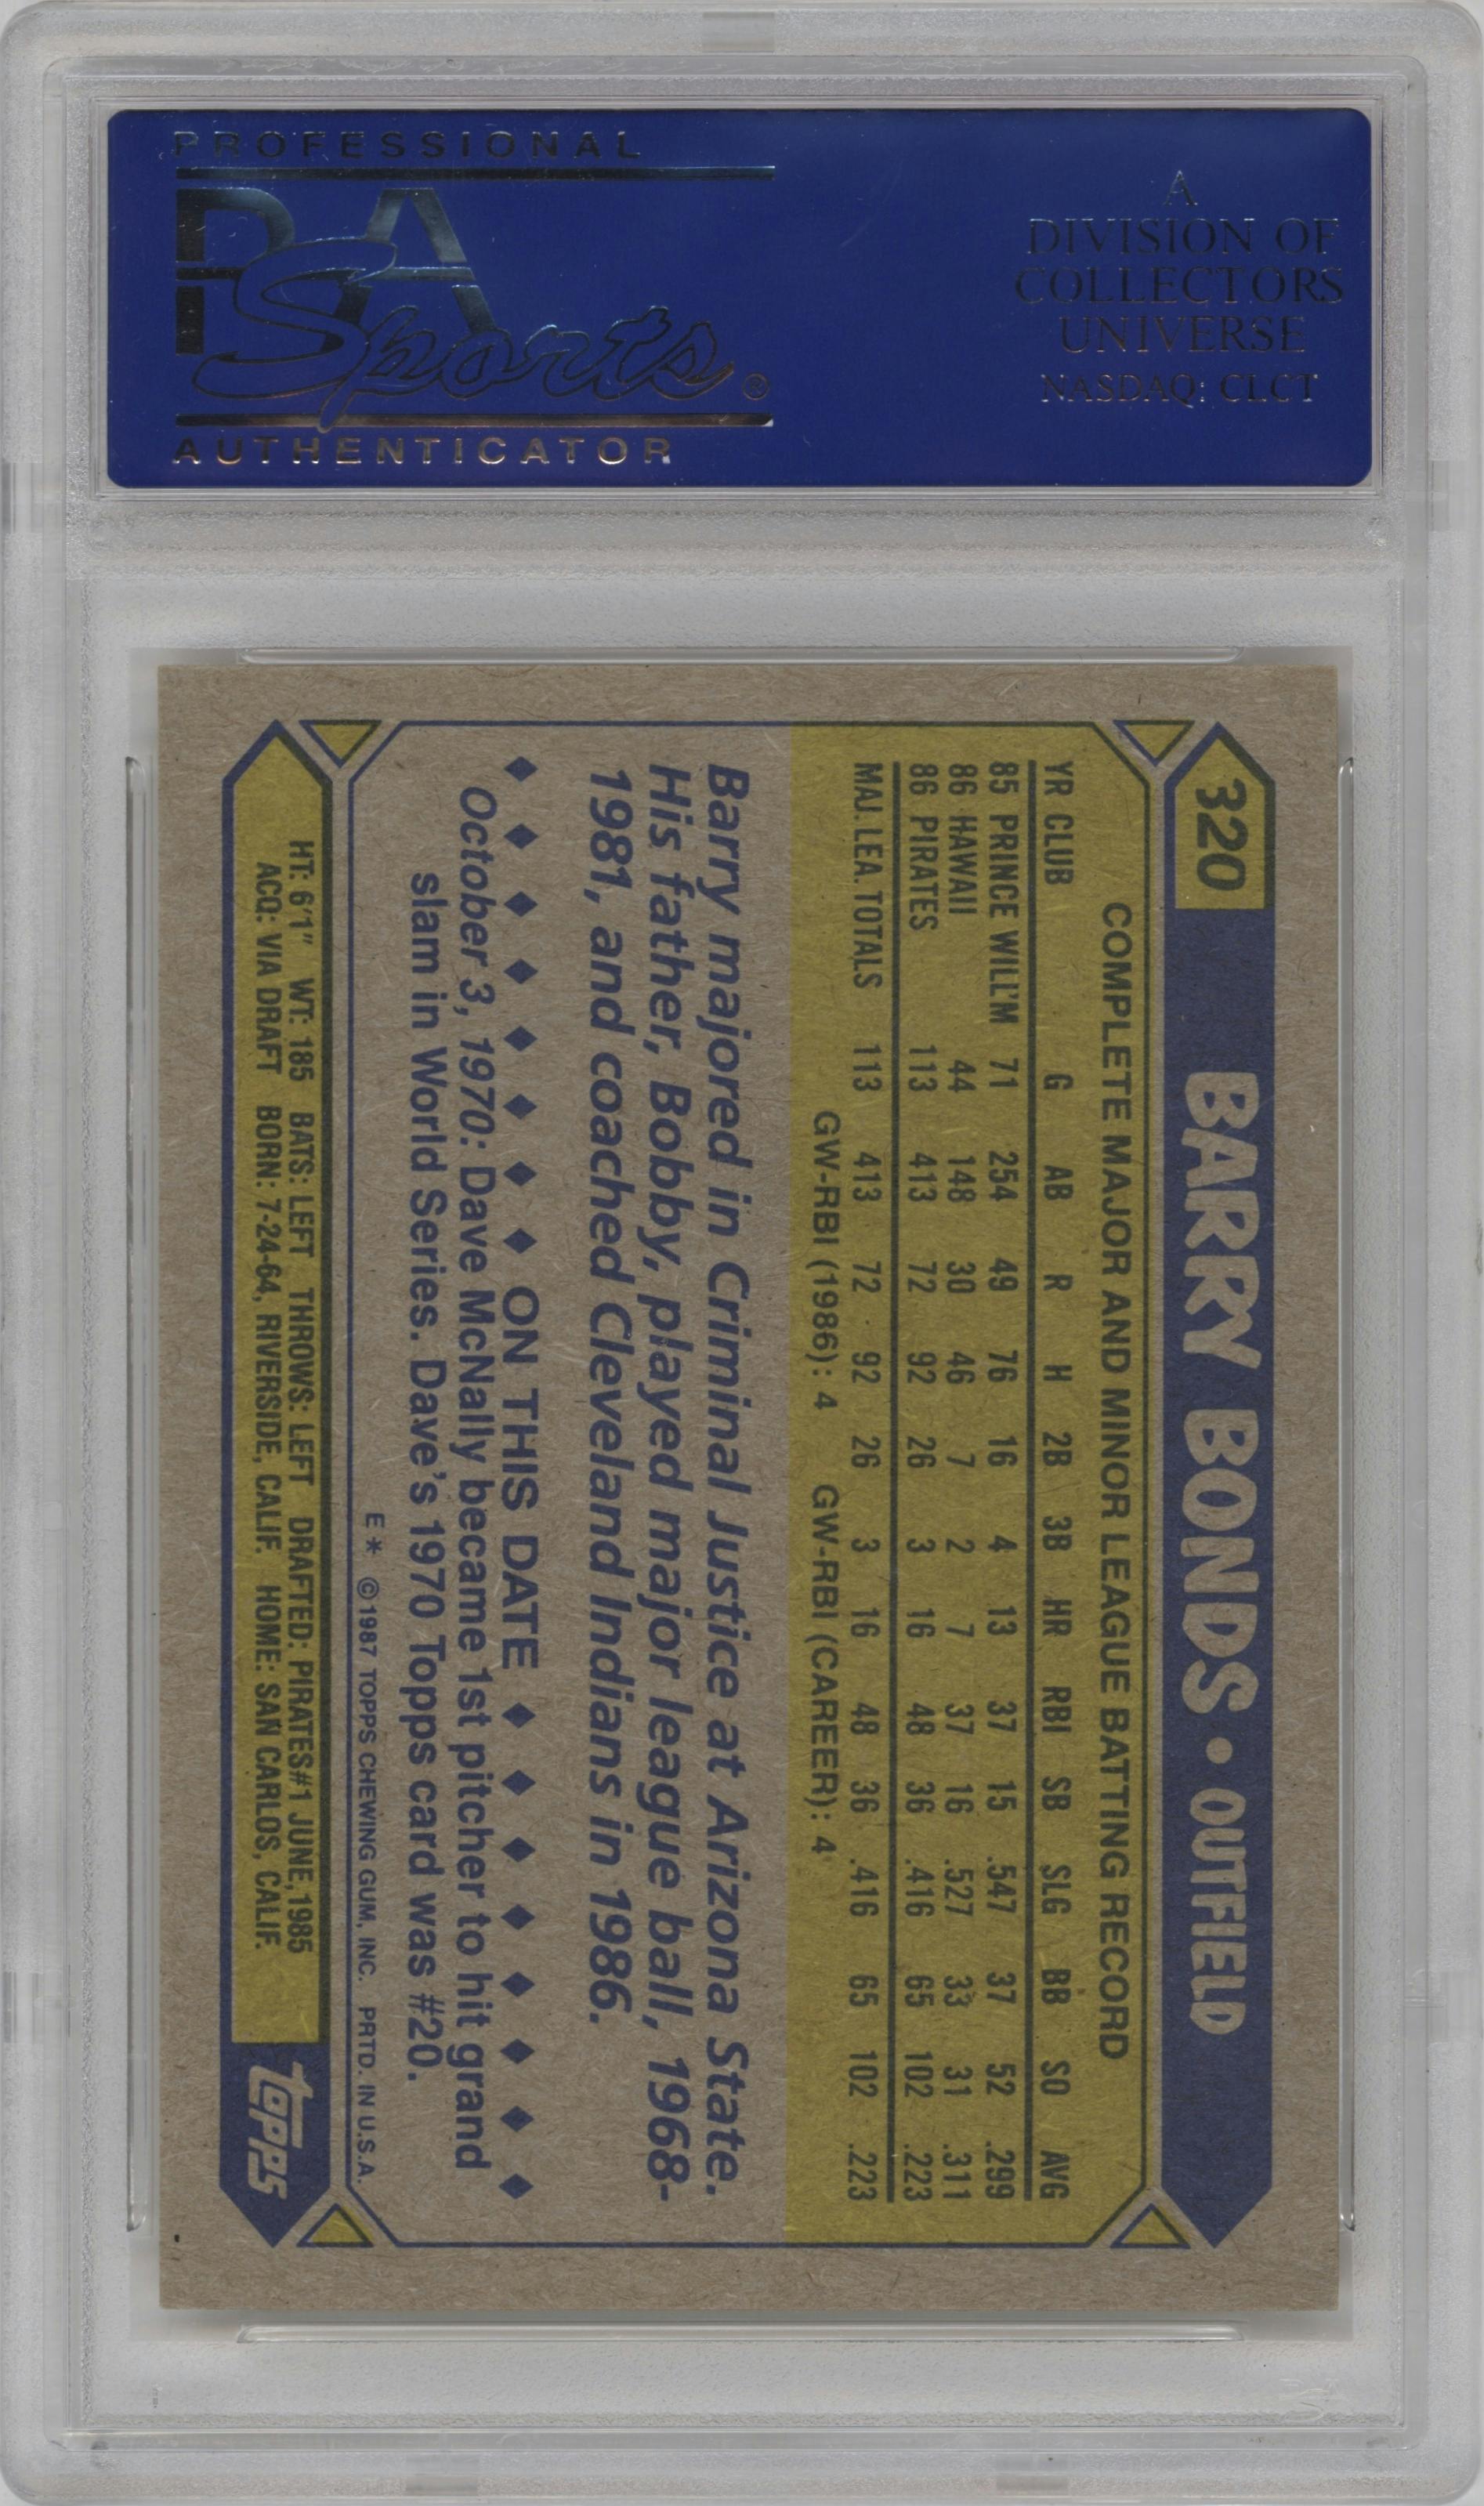 PROFESSIONAL
PSA
Sports®
AUTHENTICATOR
A
DIVISION OF
COLLECTORS
UNIVERSE
NASDAQ: CLCT
320 BARRY BONDS • OUTFIELD
COMPLETE MAJOR AND MINOR LEAGUE BATTING RECORD
YR CLUB G AB R H 2B 3B HR RBI SB SLG BB SO AVG
85 PRINCE WILL'M 71 254 49 76 16 4 13 37 15 .547 37 52 .299
86 HAWAII 44 148 30 46 7 2 7 37 16 .527 33 31 .311
86 PIRATES 113 413 72 92 26 3 16 48 36 .416 65 102 .223
MAJ. LEA. TOTALS 113 413 72 92 26 3 16 48 36 .416 65 102 .223
GW-RBI (1986): 4 GW-RBI (CAREER): 4
Barry majored in Criminal Justice at Arizona State.
His father, Bobby, played major league ball, 1968-
1981, and coached Cleveland Indians in 1986.
ON THIS DATE
October 3, 1970: Dave McNally became 1st pitcher to hit grand
slam in World Series. Dave's 1970 Topps card was #20.
E* © 1987 TOPPS CHEWING GUM, INC. PRTD. IN U.S.A.
HT: 6'1" WT: 185 BATS: LEFT THROWS: LEFT DRAFTED: PIRATES#1 JUNE,1985
ACQ: VIA DRAFT BORN: 7-24-64, RIVERSIDE, CALIF. HOME: SAN CARLOS, CALIF.
topps